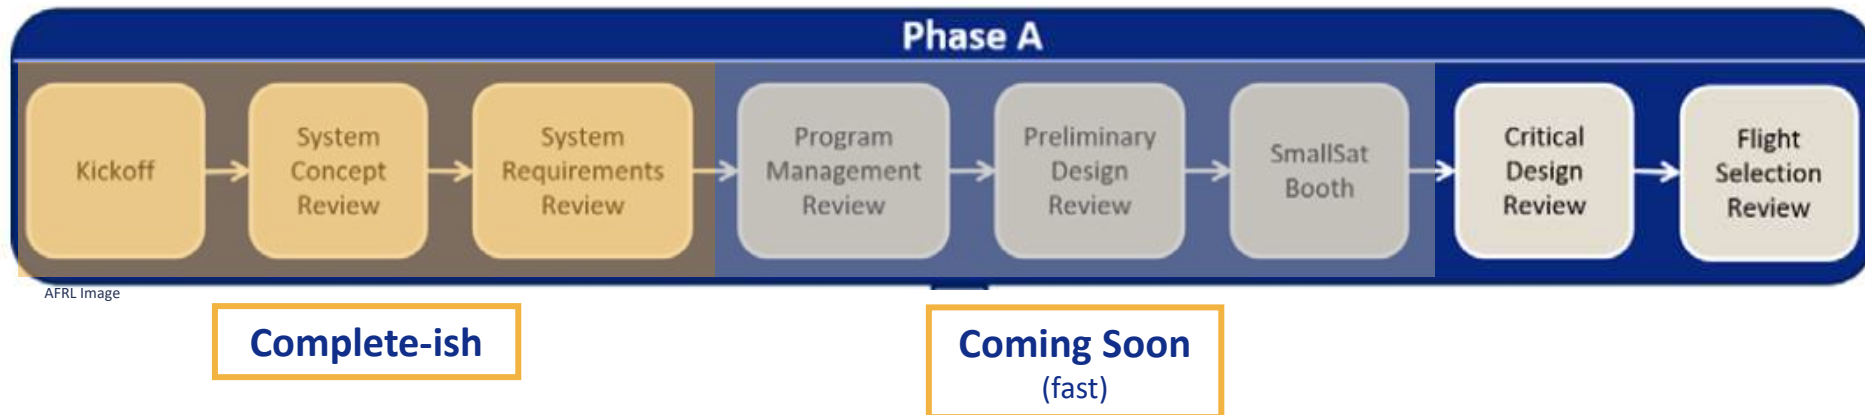 Phase A
Kickoff
System
Concept
Review
System
Requirements
Review
Program
Management
Review
Preliminary
Design
Review
SmallSat
Booth
Critical
Design
Review
Flight
Selection
Review
AFRL Image
Complete-ish
Coming Soon
(fast)